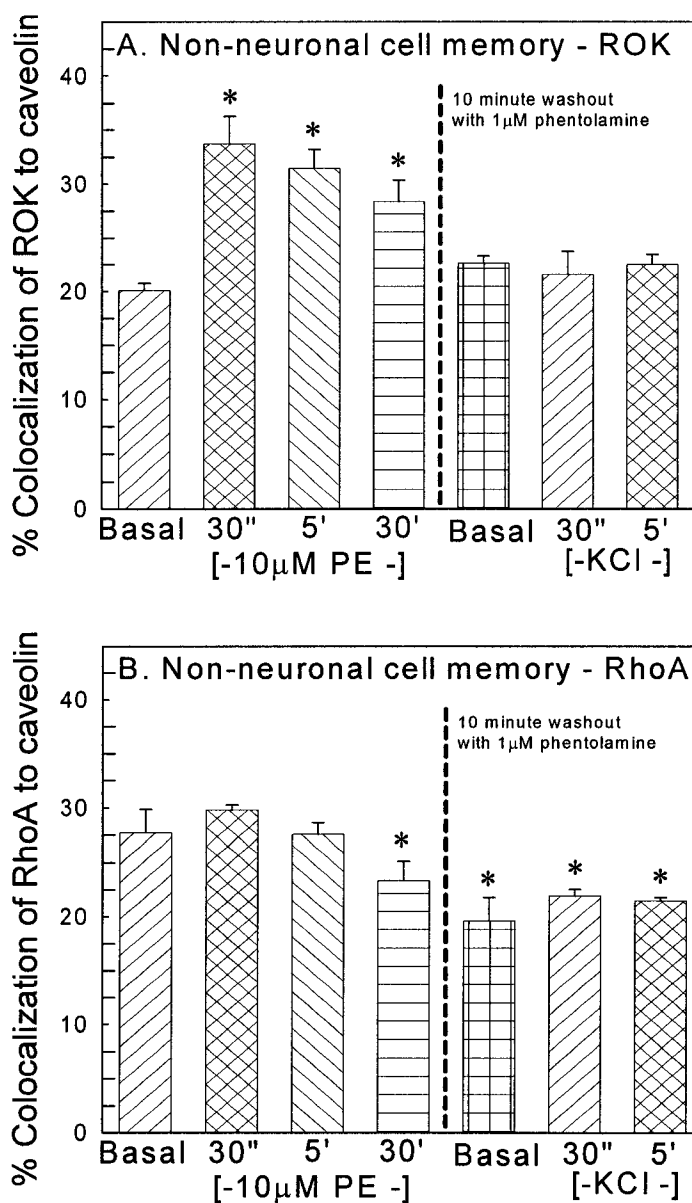 A. Non-neuronal cell memory - ROK
% Colocalization of ROK to caveolin
40
30
20
10
0
*
*
*
10 minute washout
with 1μM phentolamine
Basal 30" 5' 30' Basal 30" 5'
[-10μM PE -] [-KCl -]
B. Non-neuronal cell memory - RhoA
% Colocalization of RhoA to caveolin
40
30
20
10
0
*
*
*
*
10 minute washout
with 1μM phentolamine
Basal 30" 5' 30' Basal 30" 5'
[-10μM PE -] [-KCl -]